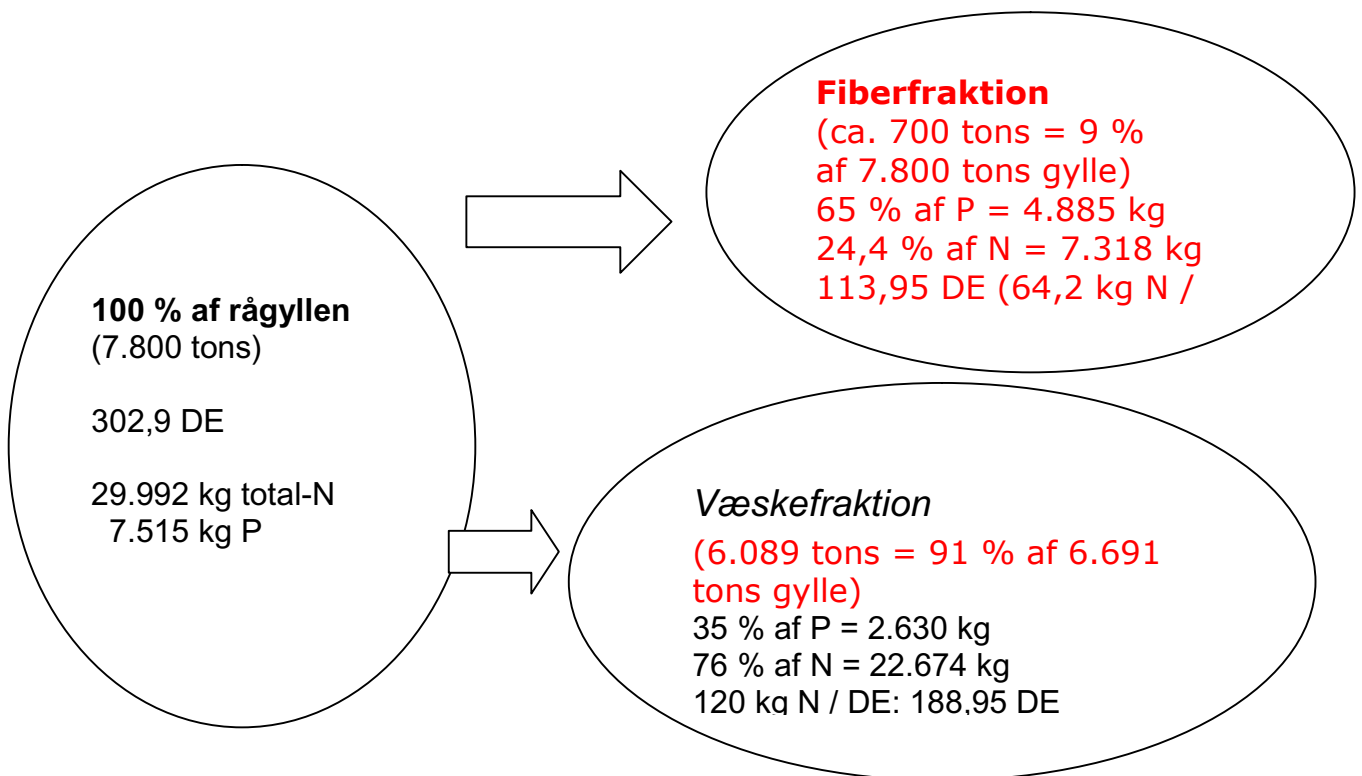 100 % af rågyllen
(7.800 tons)
302,9 DE
29.992 kg total-N
7.515 kg P
Fiberfraktion
(ca. 700 tons = 9 %
af 7.800 tons gylle)
65 % af P = 4.885 kg
24,4 % af N = 7.318 kg
113,95 DE (64,2 kg N /
Væskefraktion
(6.089 tons = 91 % af 6.691
tons gylle)
35 % af P = 2.630 kg
76 % af N = 22.674 kg
120 kg N / DE: 188,95 DE